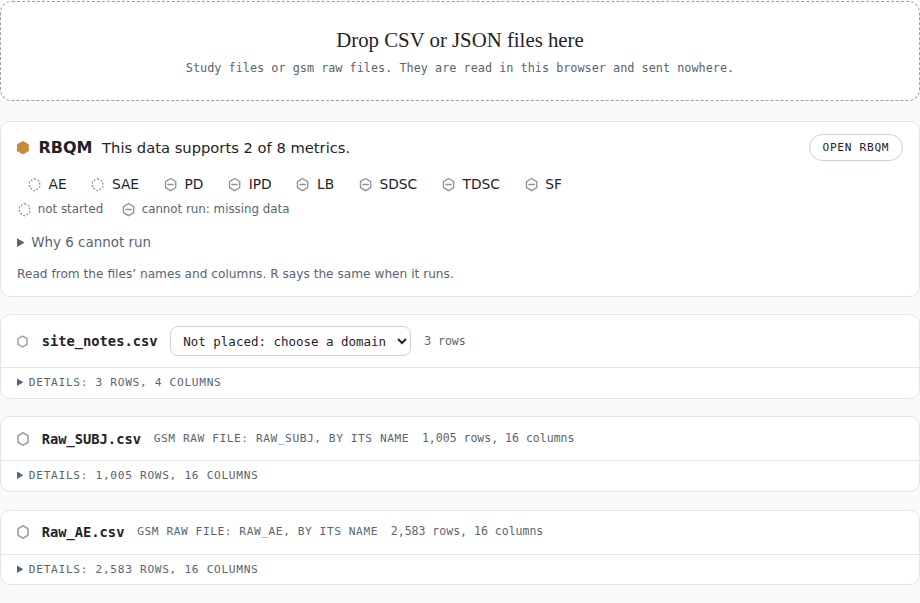 Drop CSV or JSON files here
Study files or gsm raw files. They are read in this browser and sent nowhere.
RBQM This data supports 2 of 8 metrics.
OPEN RBQM
AE SAE PD IPD LB SDSC TDSC SF
not started cannot run: missing data
Why 6 cannot run
Read from the files’ names and columns. R says the same when it runs.
site_notes.csv Not placed: choose a domain 3 rows
DETAILS: 3 ROWS, 4 COLUMNS
Raw_SUBJ.csv GSM RAW FILE: RAW_SUBJ, BY ITS NAME 1,005 rows, 16 columns
DETAILS: 1,005 ROWS, 16 COLUMNS
Raw_AE.csv GSM RAW FILE: RAW_AE, BY ITS NAME 2,583 rows, 16 columns
DETAILS: 2,583 ROWS, 16 COLUMNS